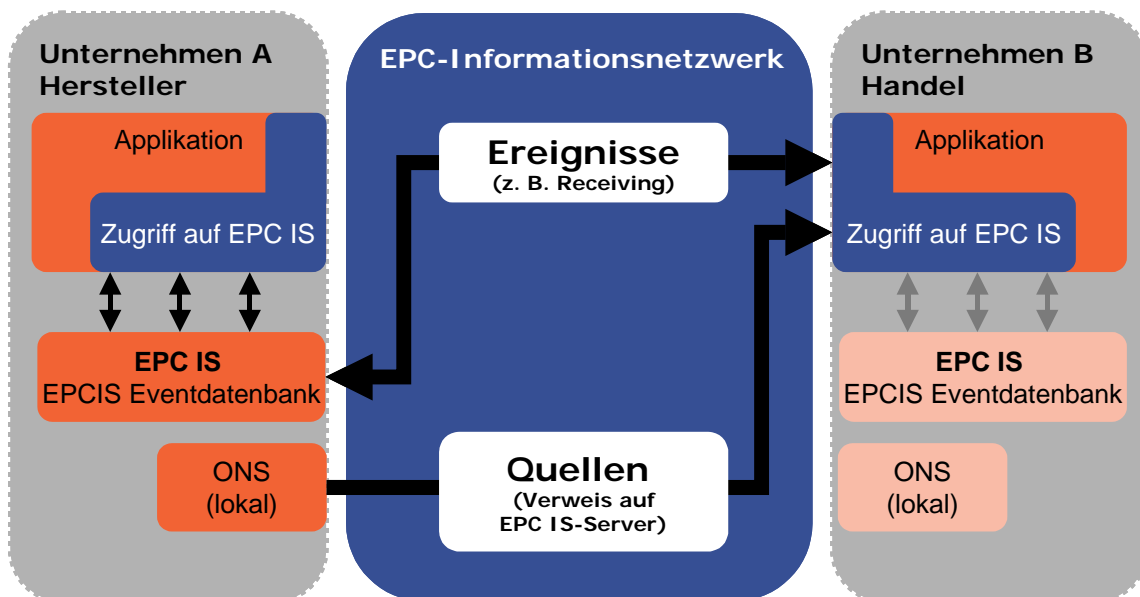 Unternehmen A
Hersteller
Applikation
Zugriff auf EPC IS
EPC IS
EPCIS Eventdatenbank
ONS
(lokal)
EPC-Informationsnetzwerk
Ereignisse
(z. B. Receiving)
Quellen
(Verweis auf
EPC IS-Server)
Unternehmen B
Handel
Applikation
Zugriff auf EPC IS
EPC IS
EPCIS Eventdatenbank
ONS
(lokal)